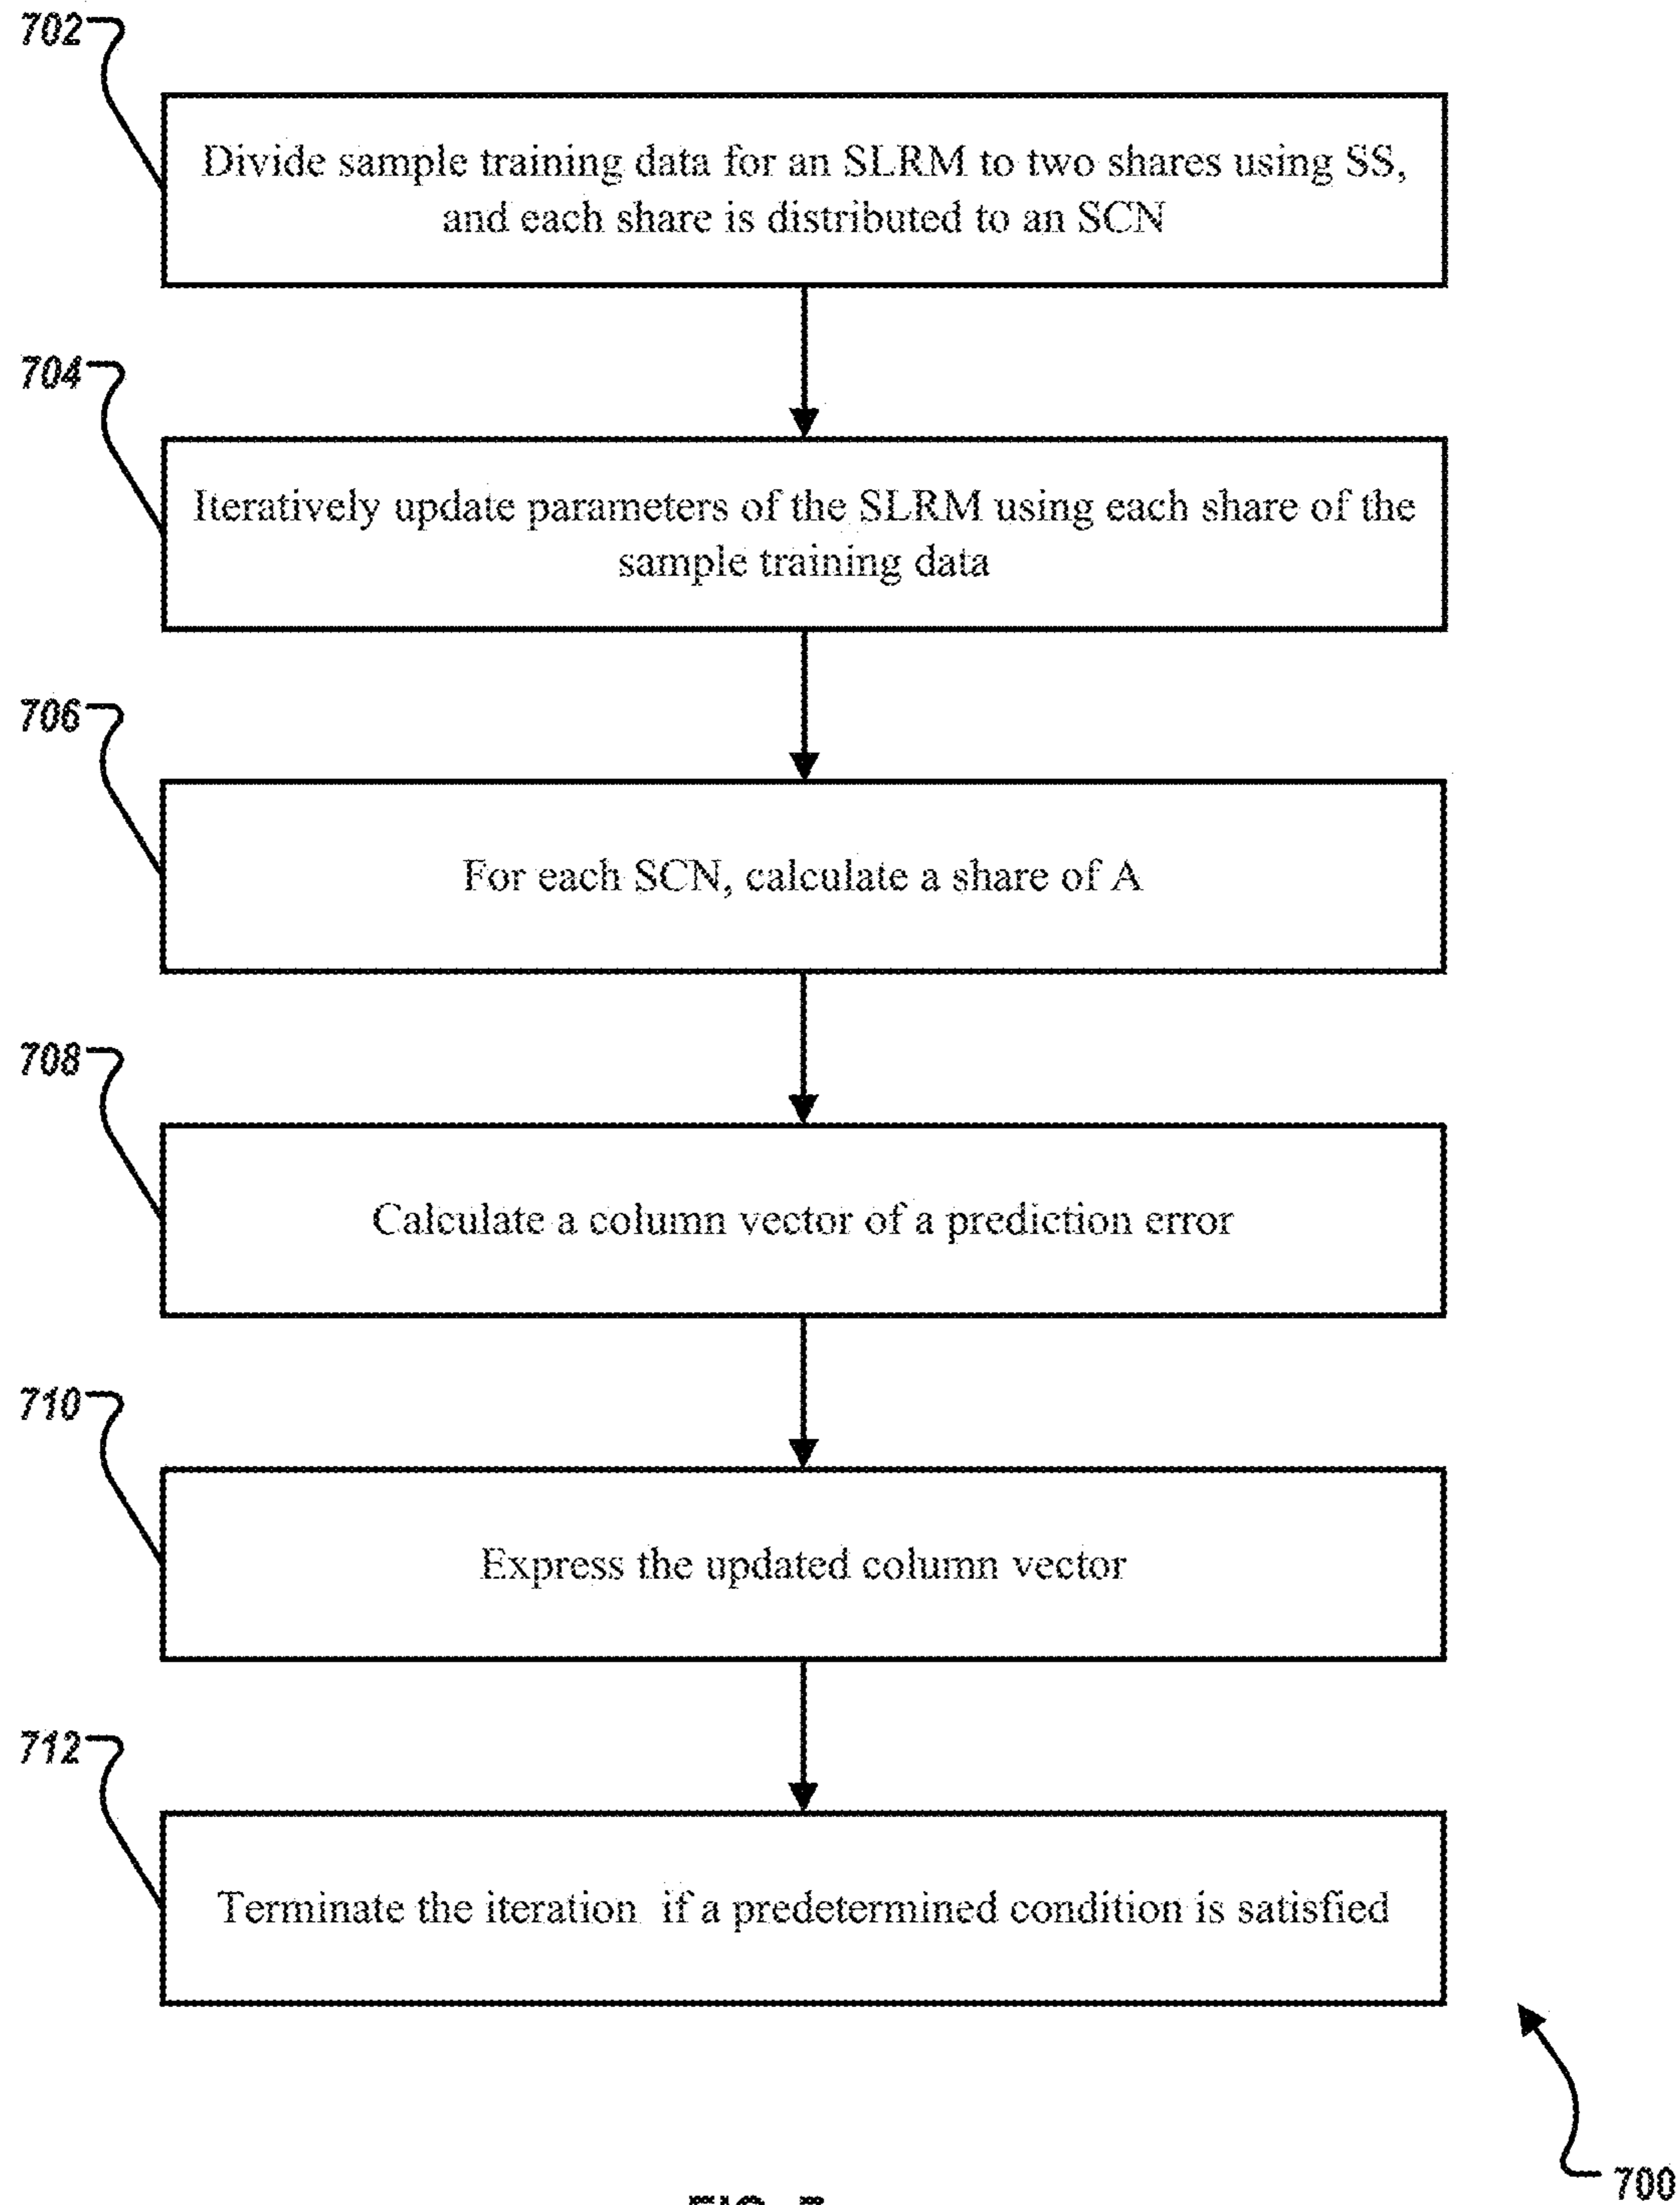 702
Divide sample training data for an SLRM to two shares using SS,
and each share is distributed to an SCN
704
Iteratively update parameters of the SLRM using each share of the
sample training data
706
For each SCN, calculate a share of A
708
Calculate a column vector of a prediction error
710
Express the updated column vector
712
Terminate the iteration if a predetermined condition is satisfied
700